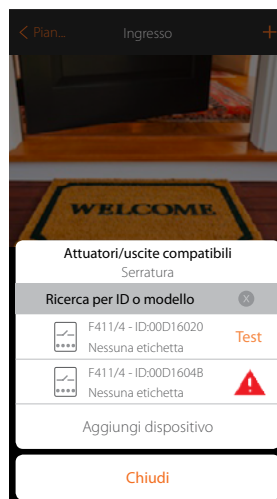 Pian...
Ingresso
+
WELCOME
Attuatori/uscite compatibili
Serratura
Ricerca per ID o modello
X
F411/4 - ID:00D16020
Nessuna etichetta
Test
F411/4 - ID:00D1604B
Nessuna etichetta
Aggiungi dispositivo
Chiudi